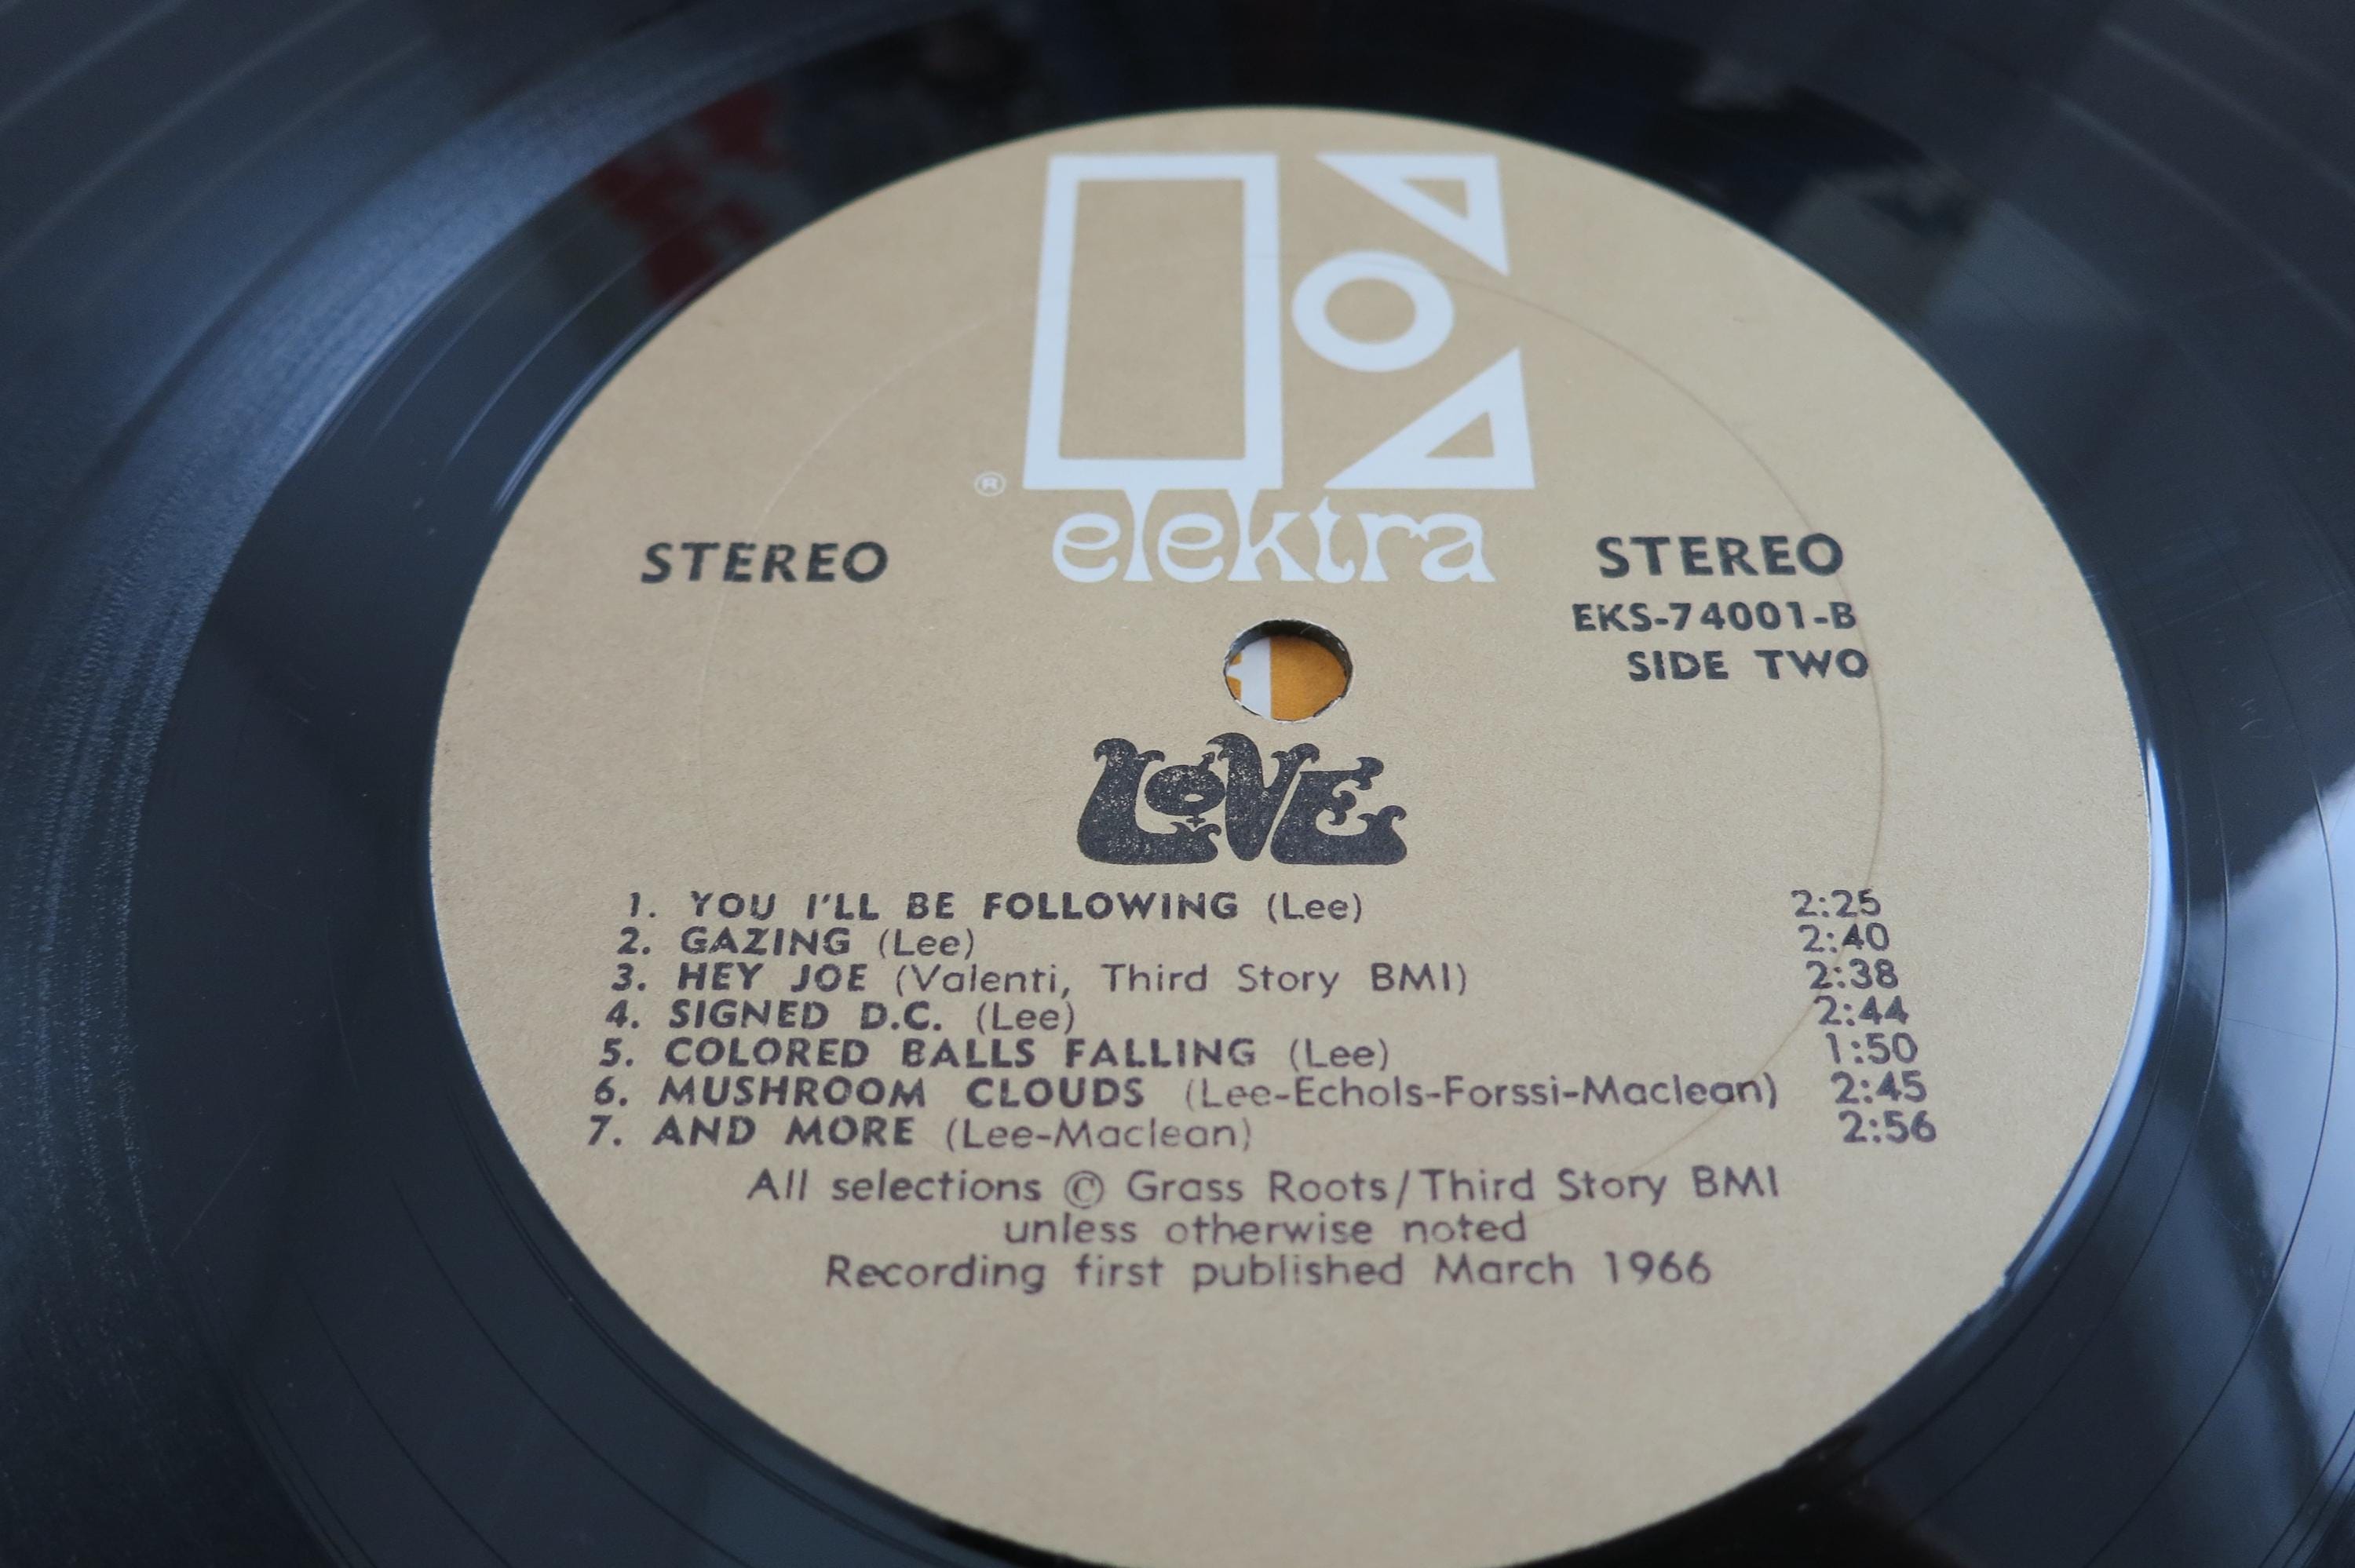 ®
elektra
STEREO
STEREO
EKS-74001-B
SIDE TWO
LOVE
1. YOU I'LL BE FOLLOWING (Lee) 2:25
2. GAZING (Lee) 2:40
3. HEY JOE (Valenti, Third Story BMI) 2:38
4. SIGNED D.C. (Lee) 2:44
5. COLORED BALLS FALLING (Lee) 1:50
6. MUSHROOM CLOUDS (Lee-Echols-Forssi-Maclean) 2:45
7. AND MORE (Lee-Maclean) 2:56
All selections © Grass Roots/Third Story BMI
unless otherwise noted
Recording first published March 1966